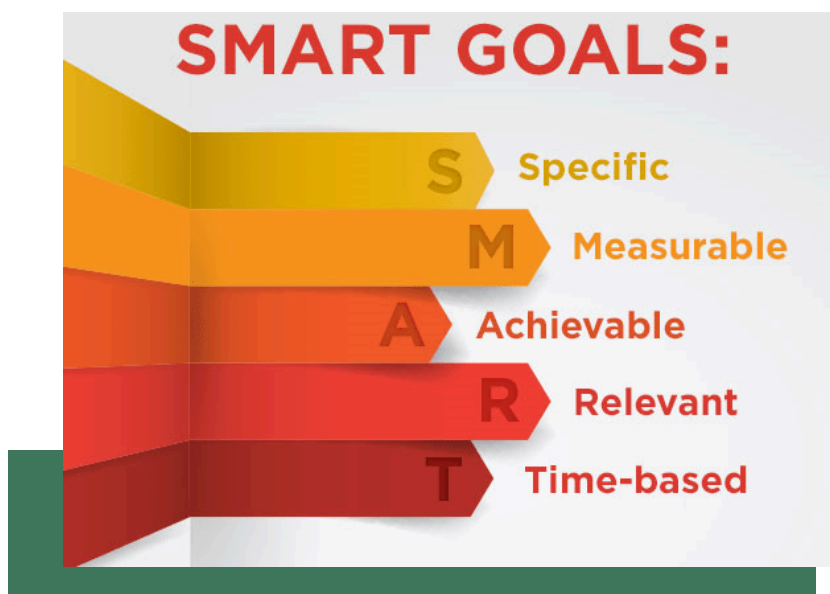 SMART GOALS:
S Specific
M Measurable
A Achievable
R Relevant
T Time-based